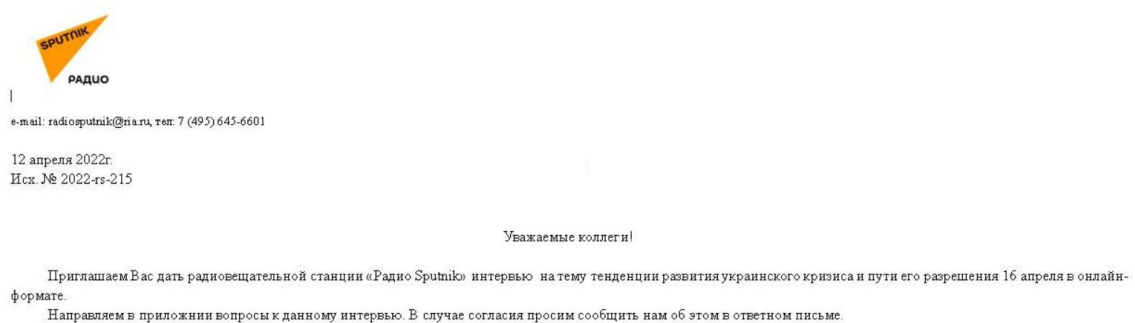 SPUTNIK
РАДИО
e-mail: radiosputnik@ria.ru, тел: 7 (495) 645-6601
12 апреля 2022г.
Исх. № 2022-rs-215
Уважаемые коллеги!
Приглашаем Вас дать радиовещательной станции «Радио Sputnik» интервью на тему тенденции развития украинского кризиса и пути его разрешения 16 апреля в онлайн-
формате.
Направляем в приложнии вопросы к данному интервью. В случае согласия просим сообщить нам об этом в ответном письме.